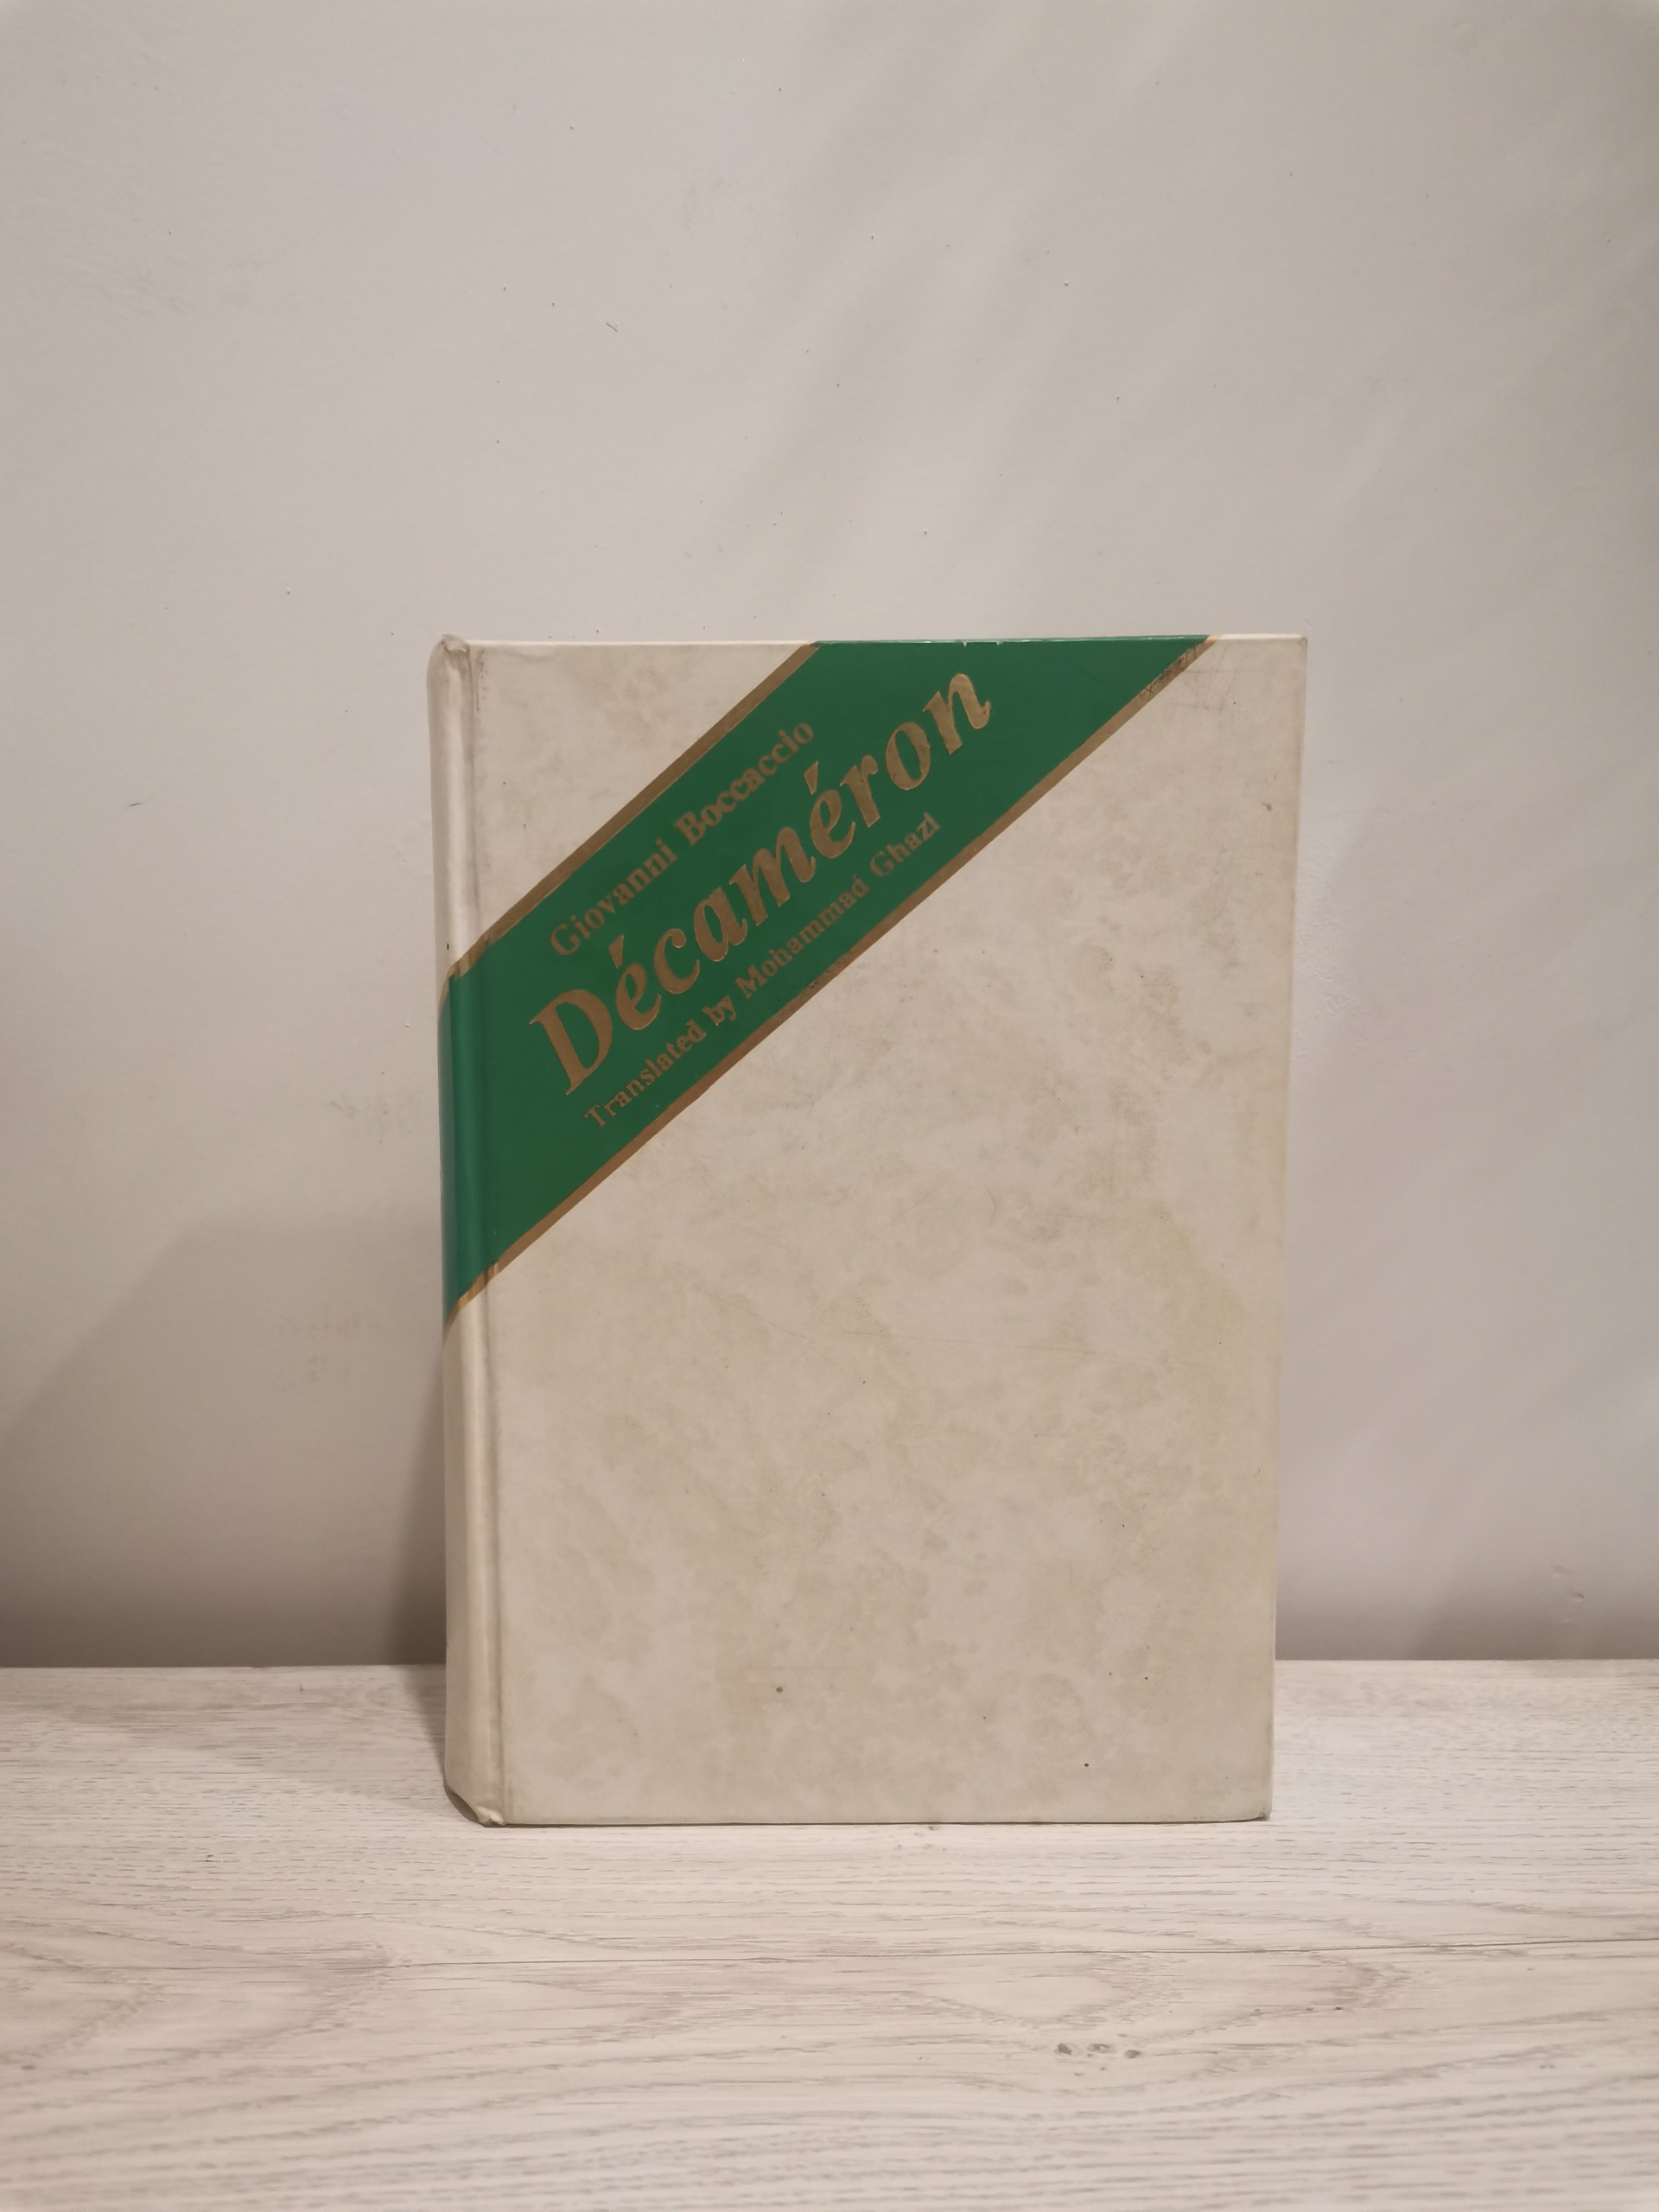 Giovanni Boccaccio
Décaméron
Translated by Mohammad Ghazi